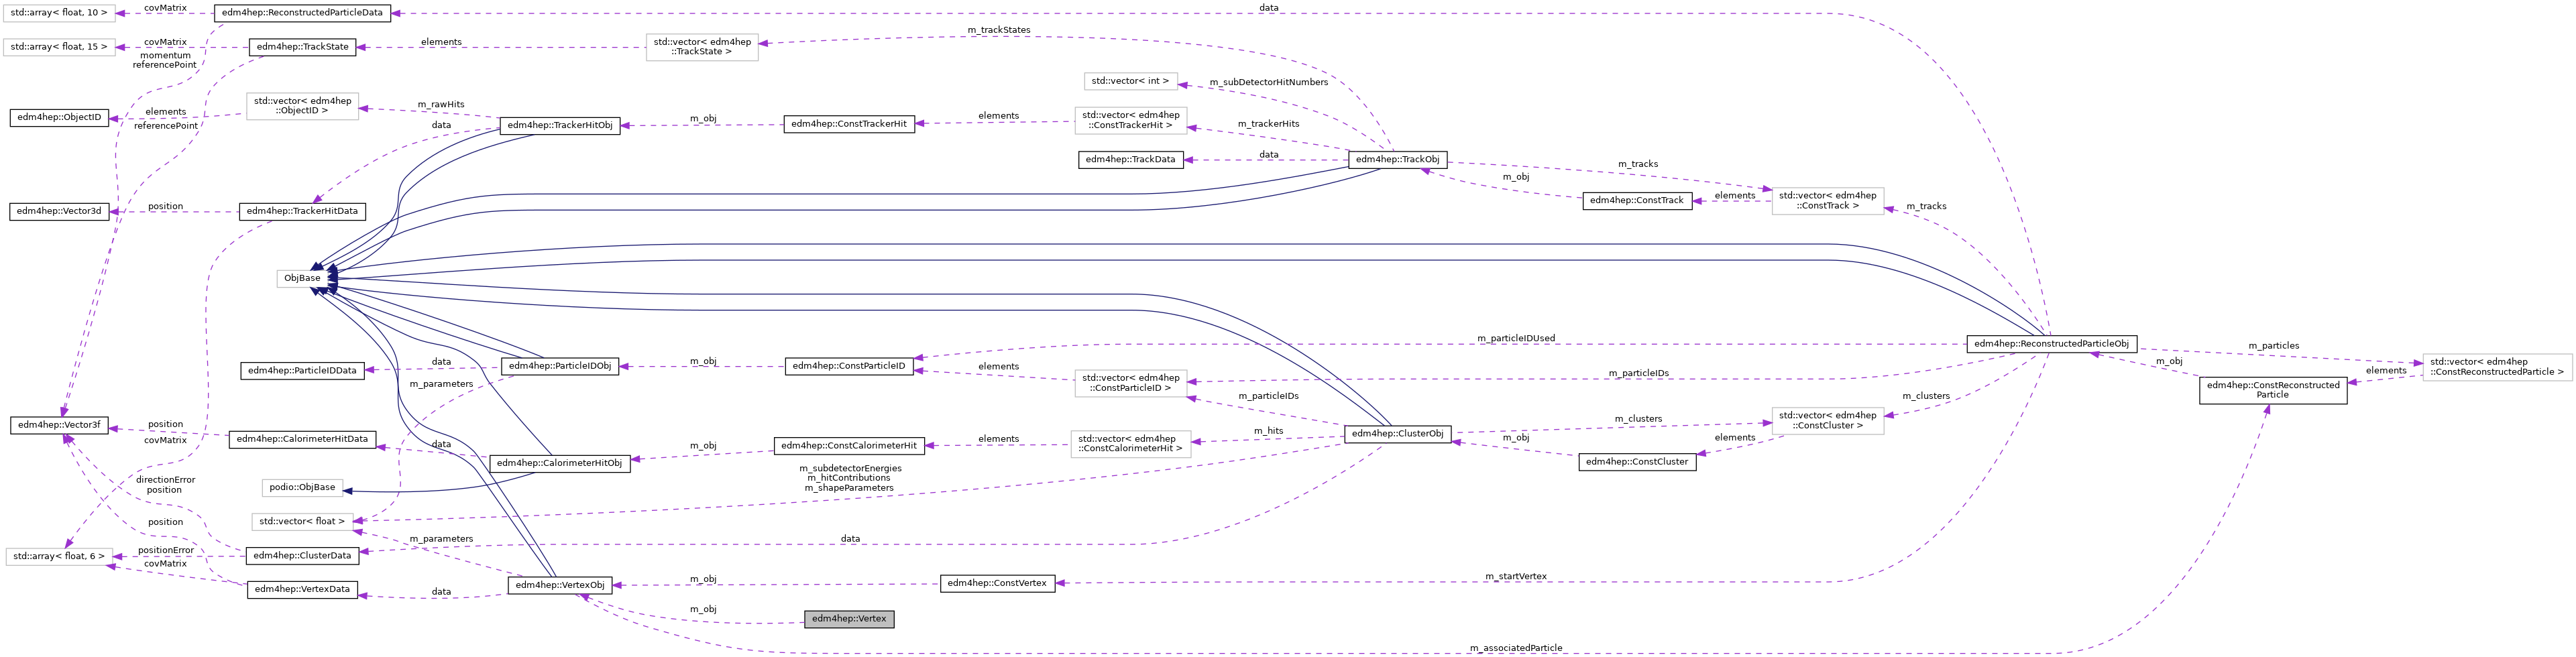 std::array< float, 10 >
covMatrix
edm4hep::ReconstructedParticleData
data
std::array< float, 15 >
covMatrix
edm4hep::TrackState
elements
std::vector< edm4hep
::TrackState >
m_trackStates
momentum
referencePoint
std::vector< int >
m_subDetectorHitNumbers
edm4hep::ObjectID
elements
std::vector< edm4hep
::ObjectID >
m_rawHits
referencePoint
data
edm4hep::TrackerHitObj
m_obj
edm4hep::ConstTrackerHit
elements
std::vector< edm4hep
::ConstTrackerHit >
m_trackerHits
edm4hep::TrackData
data
edm4hep::TrackObj
m_tracks
m_obj
edm4hep::ConstTrack
elements
std::vector< edm4hep
::ConstTrack >
m_tracks
edm4hep::Vector3d
position
edm4hep::TrackerHitData
ObjBase
m_particleIDUsed
edm4hep::ReconstructedParticleObj
m_particles
std::vector< edm4hep
::ConstReconstructedParticle >
m_obj
elements
edm4hep::ConstReconstructed
Particle
edm4hep::ParticleIDData
data
edm4hep::ParticleIDObj
m_obj
edm4hep::ConstParticleID
elements
std::vector< edm4hep
::ConstParticleID >
m_particleIDs
m_parameters
m_particleIDs
m_clusters
edm4hep::Vector3f
position
covMatrix
edm4hep::CalorimeterHitData
data
edm4hep::CalorimeterHitObj
m_obj
edm4hep::ConstCalorimeterHit
elements
std::vector< edm4hep
::ConstCalorimeterHit >
m_hits
edm4hep::ClusterObj
m_clusters
m_obj
edm4hep::ConstCluster
elements
std::vector< edm4hep
::ConstCluster >
m_subdetectorEnergies
m_hitContributions
m_shapeParameters
directionError
position
podio::ObjBase
position
std::vector< float >
m_parameters
data
std::array< float, 6 >
positionError
covMatrix
edm4hep::ClusterData
edm4hep::VertexData
data
edm4hep::VertexObj
m_obj
edm4hep::ConstVertex
m_startVertex
m_obj
edm4hep::Vertex
m_associatedParticle